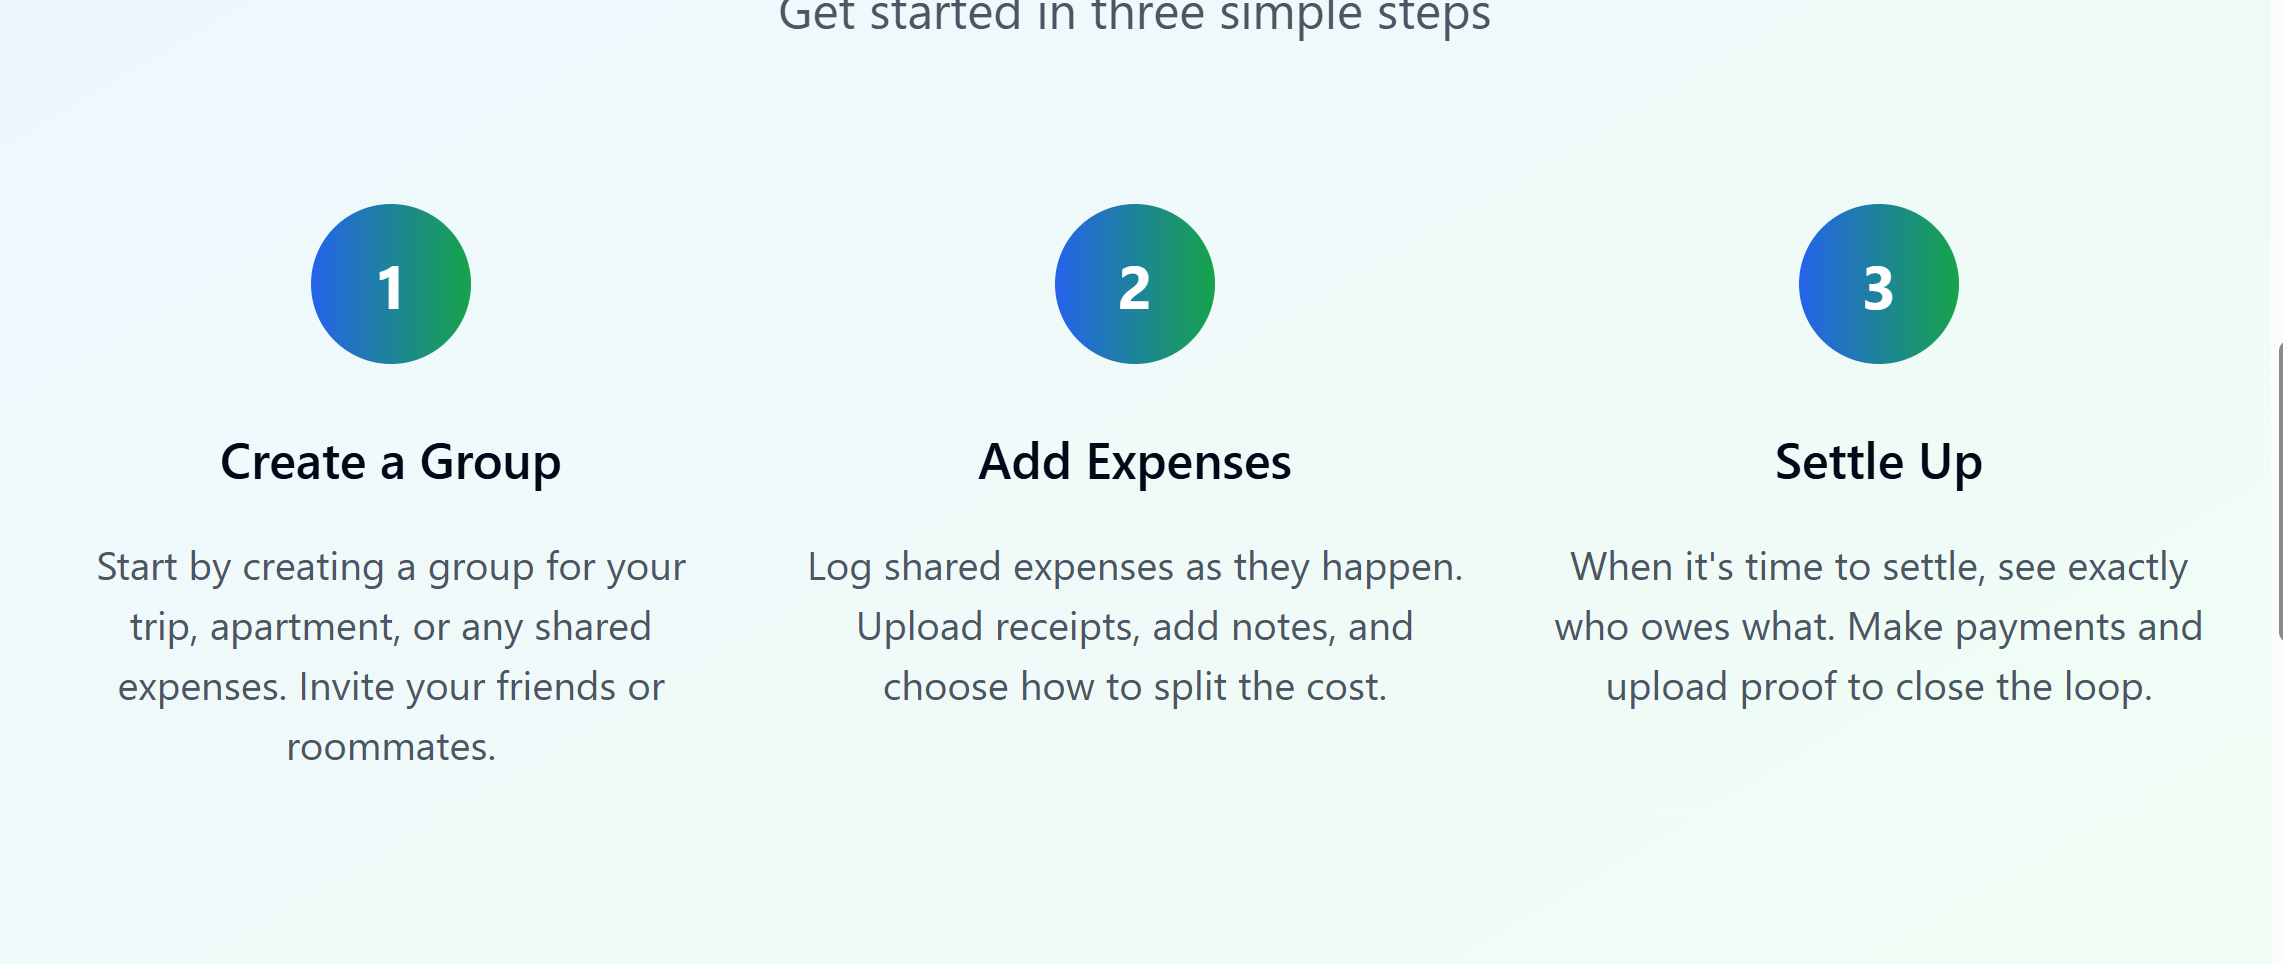 Get started in three simple steps
1
Create a Group
Start by creating a group for your
trip, apartment, or any shared
expenses. Invite your friends or
roommates.
2
Add Expenses
Log shared expenses as they happen.
Upload receipts, add notes, and
choose how to split the cost.
3
Settle Up
When it's time to settle, see exactly
who owes what. Make payments and
upload proof to close the loop.